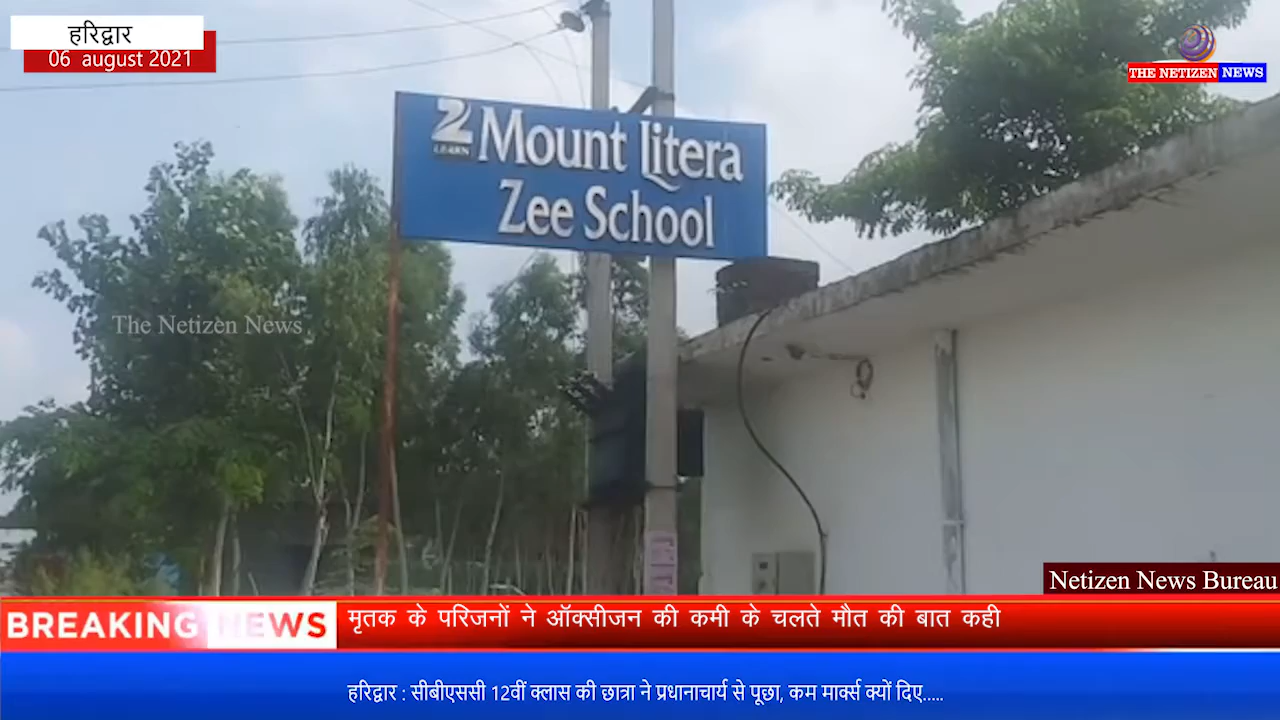 हरिद्वार
06 august 2021
THE NETIZEN NEWS
Z LEARN
Mount Litera
Zee School
The Netizen News
Netizen News Bureau
BREAKING NEWS
मृतक के परिजनों ने ऑक्सीजन की कमी के चलते मौत की बात कही
हरिद्वार : सीबीएससी 12वीं क्लास की छात्रा ने प्रधानाचार्य से पूछा, कम मार्क्स क्यों दिए.....